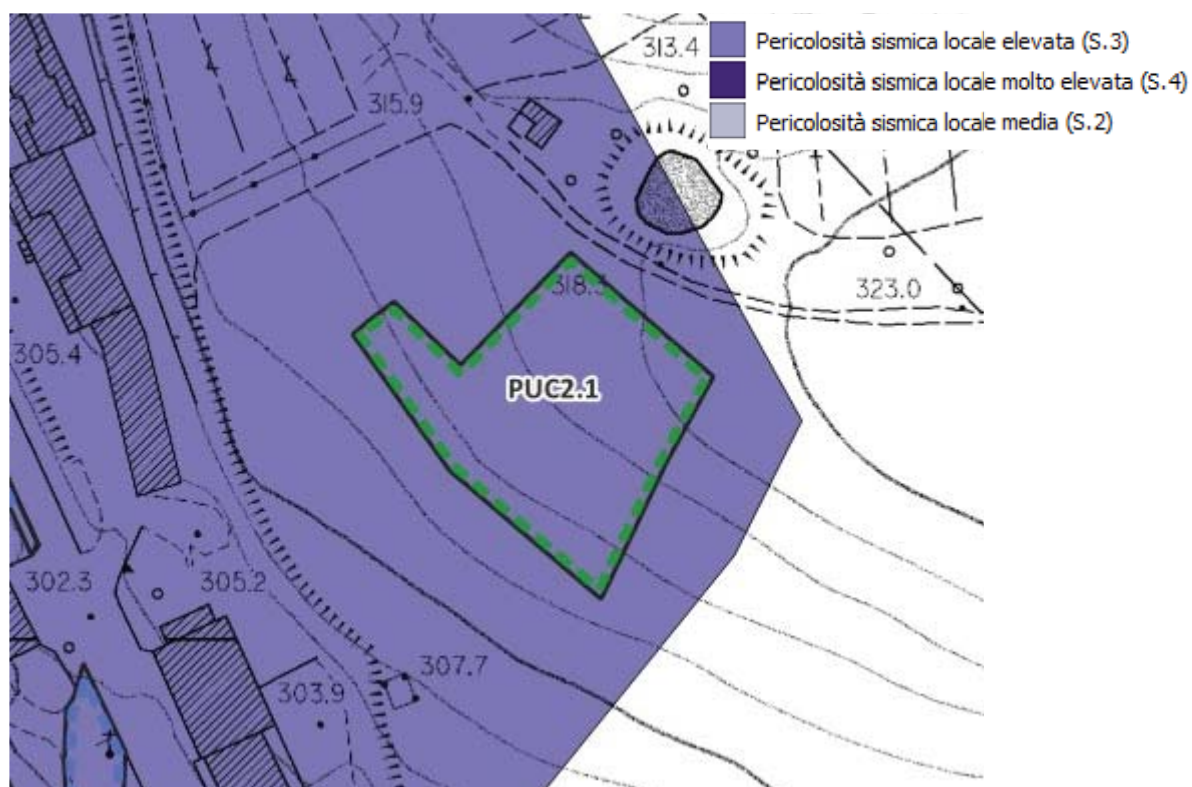 313.4
Pericolosità sismica locale elevata (S.3)
Pericolosità sismica locale molto elevata (S.4)
Pericolosità sismica locale media (S.2)
315.9
318.3
323.0
305.4
PUC2.1
302.3
305.2
307.7
303.9